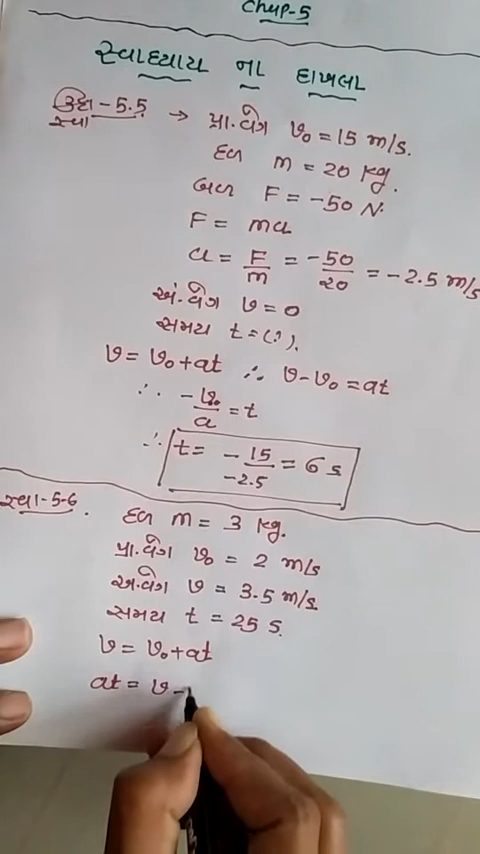 Chap-5
સ્વાધ્યાય ના દાખલા
ઉદા-5.5 → પ્રા.વેગ v₀ = 15 m/s.
સ્વા
દળ m = 20 kg.
બળ F = -50 N.
F = ma
a = F/m = -50/20 = -2.5 m/s
અં.વેગ v = 0
સમય t = (?).
v = v₀ + at ∴ v - v₀ = at
∴ -v₀/a = t
∴ t = -15/-2.5 = 6 s
સ્વા-5-6. દળ m = 3 kg.
પ્રા.વેગ v₀ = 2 m/s
અં.વેગ v = 3.5 m/s.
સમય t = 25 s.
v = v₀ + at
at = v -